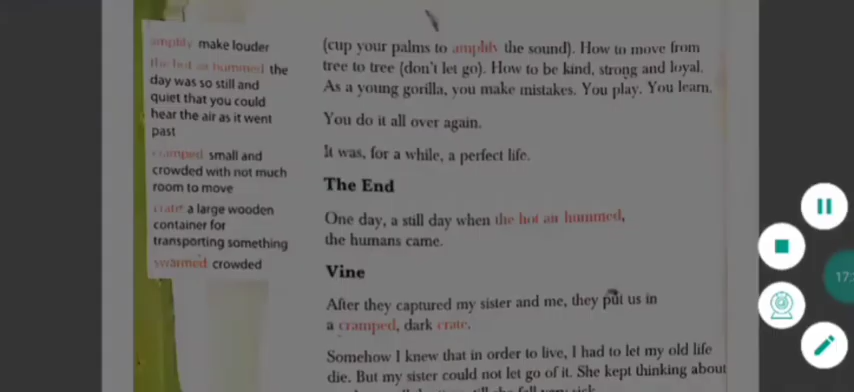 amplify make louder
the hot air hummed the
day was so still and
quiet that you could
hear the air as it went
past
cramped small and
crowded with not much
room to move
crate a large wooden
container for
transporting something
swarmed crowded
(cup your palms to amplify the sound). How to move from
tree to tree (don't let go). How to be kind, strong and loyal.
As a young gorilla, you make mistakes. You play. You learn.
You do it all over again.
It was, for a while, a perfect life.
The End
One day, a still day when the hot air hummed,
the humans came.
Vine
After they captured my sister and me, they put us in
a cramped, dark crate.
Somehow I knew that in order to live, I had to let my old life
die. But my sister could not let go of it. She kept thinking about
she fell very sick
17: